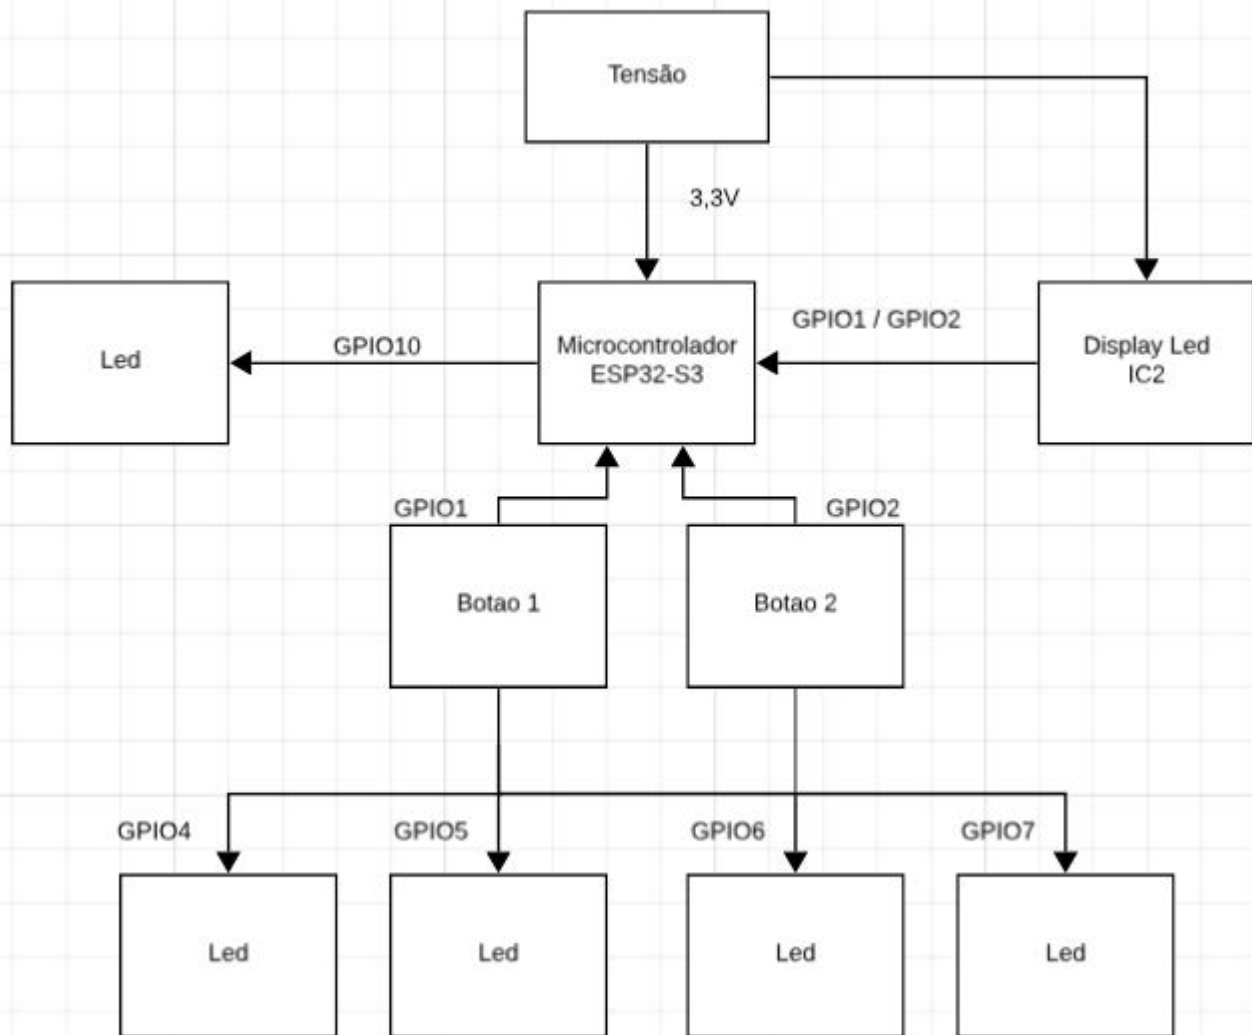 Tensão
3,3V
Led
GPIO10
Microcontrolador
ESP32-S3
GPIO1 / GPIO2
Display Led
IC2
GPIO1
GPIO2
Botao 1
Botao 2
GPIO4
GPIO5
GPIO6
GPIO7
Led
Led
Led
Led